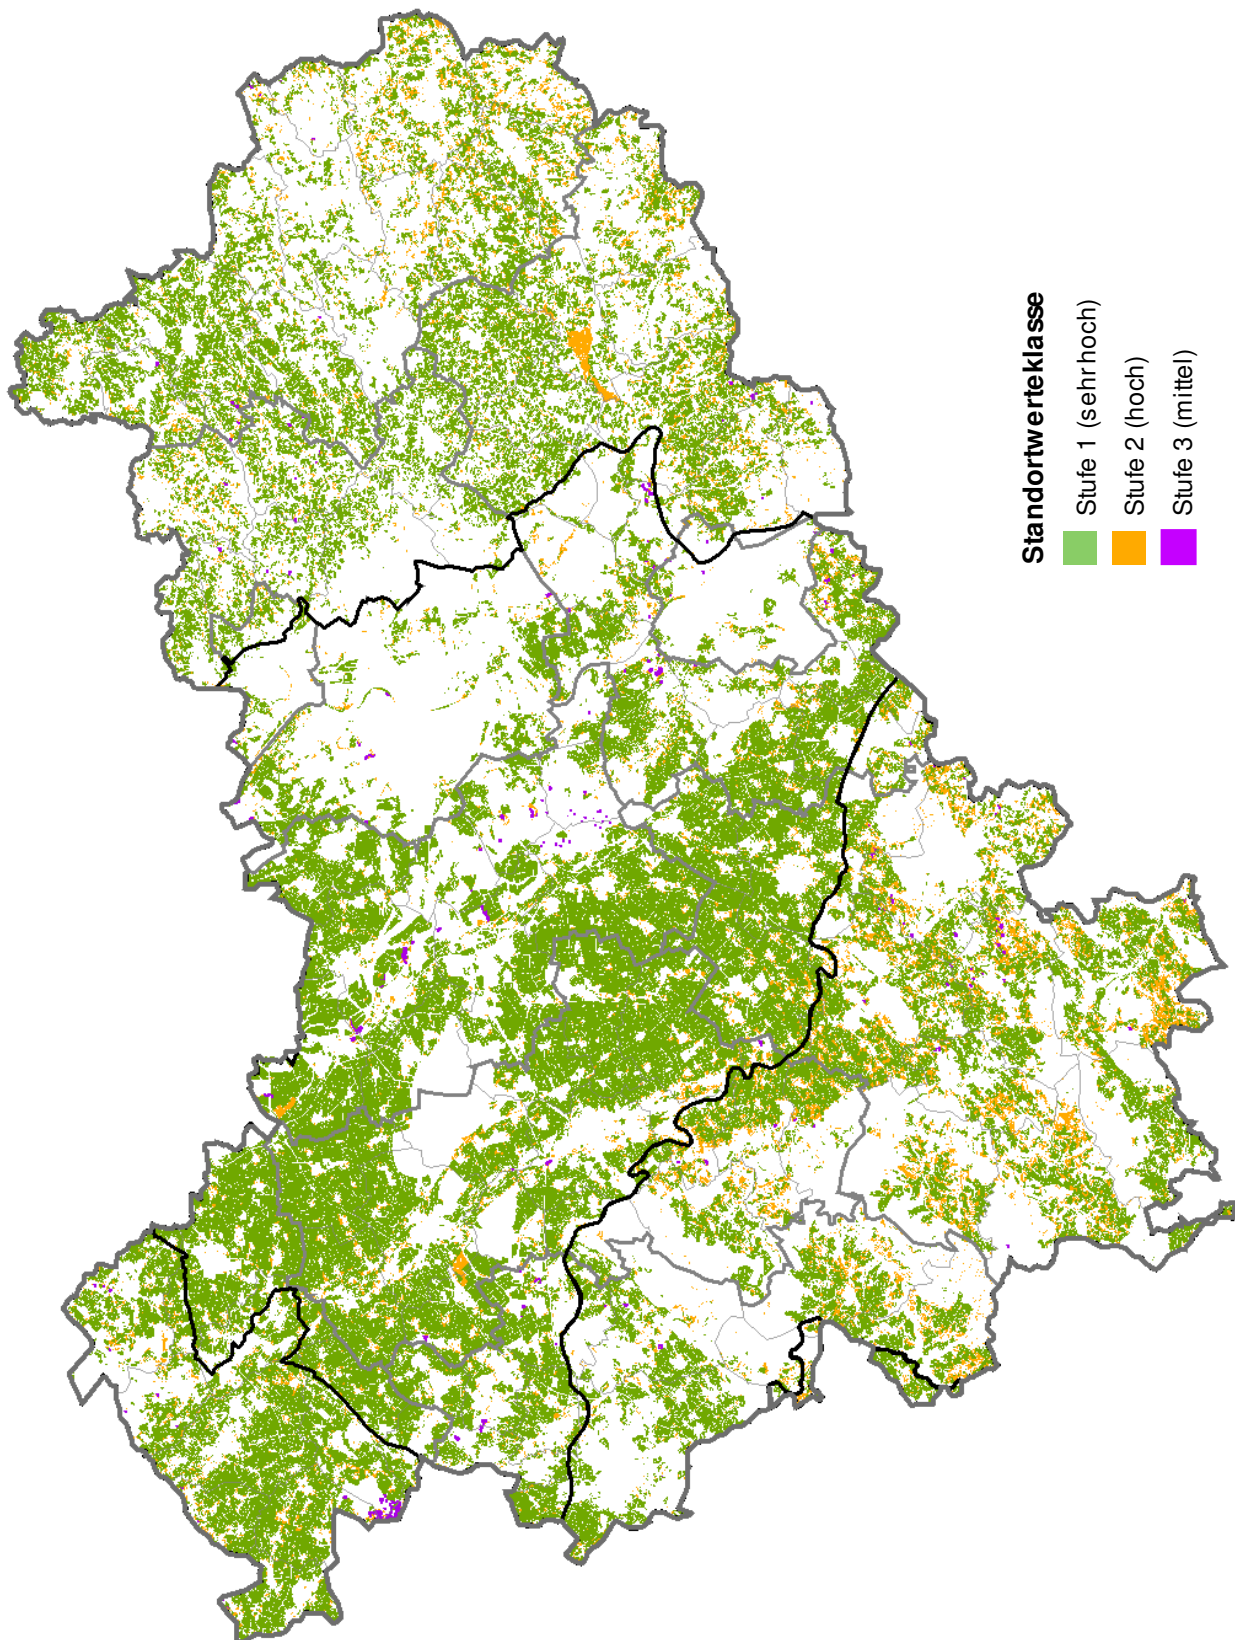 Standortwerteklasse
Stufe 1 (sehr hoch)
Stufe 2 (hoch)
Stufe 3 (mittel)